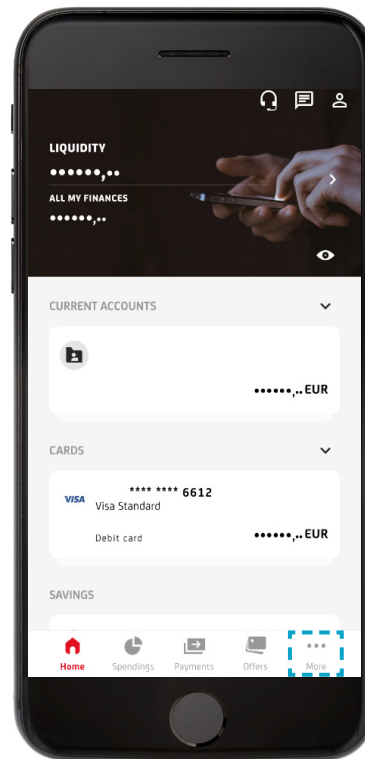 LIQUIDITY
••••••,••
ALL MY FINANCES
••••••,••
CURRENT ACCOUNTS
••••••,.. EUR
CARDS
VISA
**** **** 6612
Visa Standard
Debit card
••••••,.. EUR
SAVINGS
Home Spendings Payments Offers More